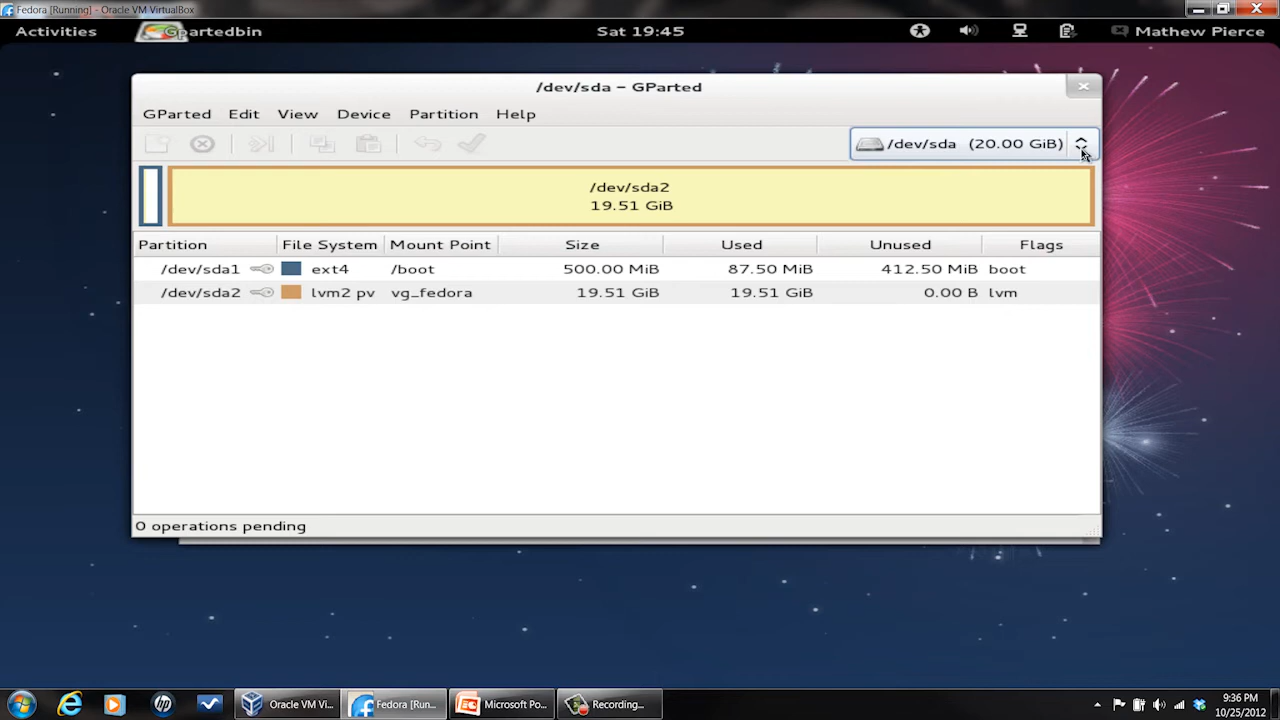 Fedora [Running] - Oracle VM VirtualBox
Activities Gpartedbin Sat 19:45 Mathew Pierce
/dev/sda - GParted
GParted Edit View Device Partition Help
/dev/sda (20.00 GiB)
/dev/sda2
19.51 GiB
Partition File System Mount Point Size Used Unused Flags
/dev/sda1 ext4 /boot 500.00 MiB 87.50 MiB 412.50 MiB boot
/dev/sda2 lvm2 pv vg_fedora 19.51 GiB 19.51 GiB 0.00 B lvm
0 operations pending
Oracle VM Vi... Fedora [Run... Microsoft Po... Recording... 9:36 PM
10/25/2012